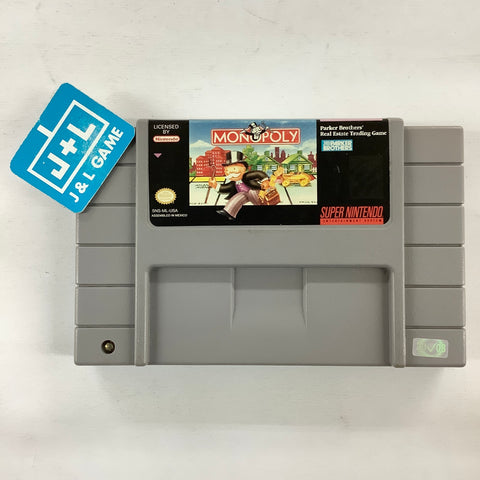 J+L
J & L GAME
LICENSED
BY
Nintendo
MONOPOLY
Parker Brothers'
Real Estate Trading Game
PARKER
BROTHERS
SNS-ML-USA
ASSEMBLED IN MEXICO
SUPER NINTENDO
ENTERTAINMENT SYSTEM